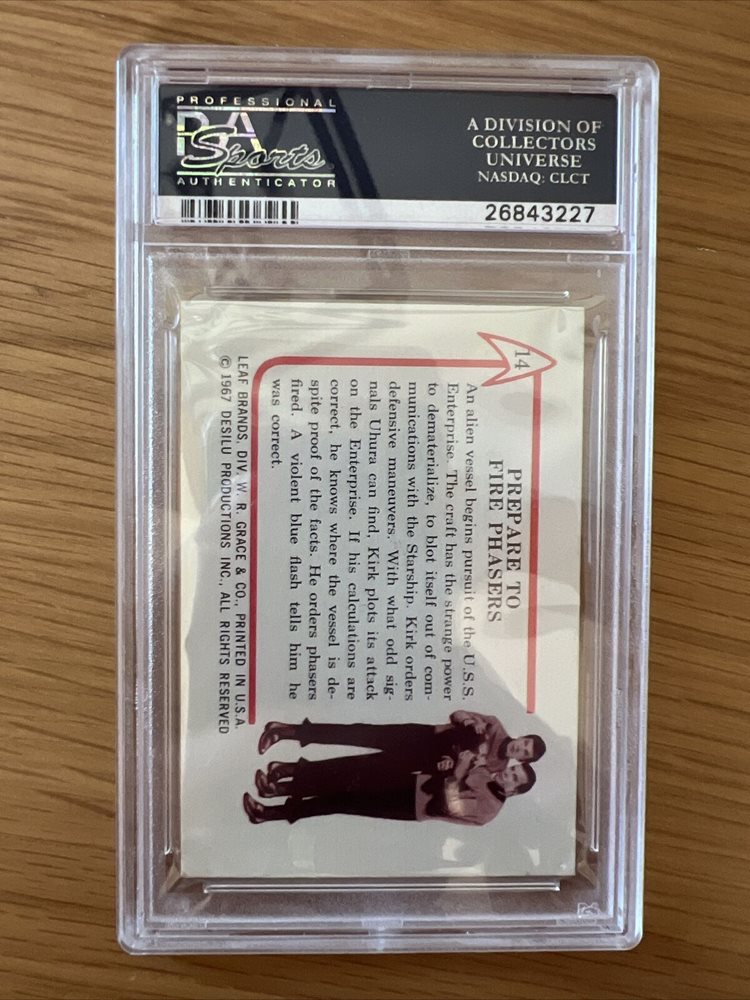 PROFESSIONAL
PSA
Sports
AUTHENTICATOR
A DIVISION OF
COLLECTORS
UNIVERSE
NASDAQ: CLCT
26843227
14
PREPARE TO
FIRE PHASERS
An alien vessel begins pursuit of the U.S.S.
Enterprise. The craft has the strange power
to dematerialize, to blot itself out of com-
munications with the Starship. Kirk orders
defensive maneuvers. With what odd sig-
nals Uhura can find, Kirk plots its attack
on the Enterprise. If his calculations are
correct, he knows where the vessel is de-
spite proof of the facts. He orders phasers
fired. A violent blue flash tells him he
was correct.
LEAF BRANDS, DIV. W. R. GRACE & CO., PRINTED IN U.S.A.
© 1967 DESILU PRODUCTIONS INC., ALL RIGHTS RESERVED